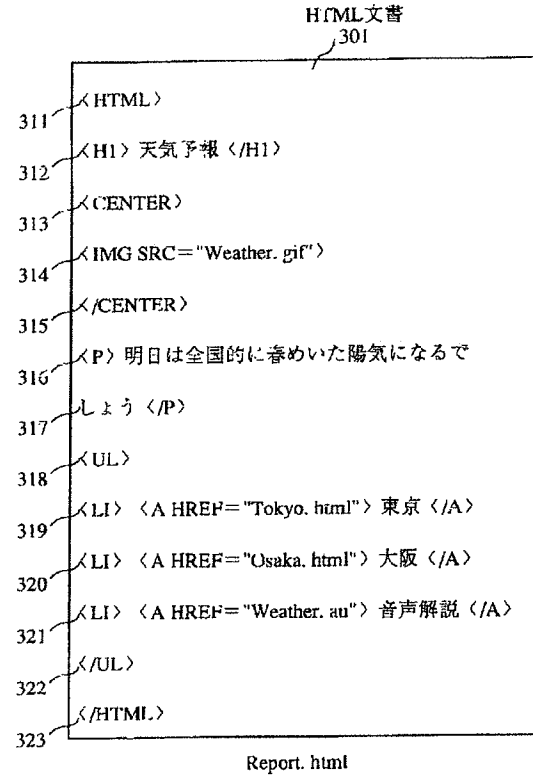 HTML文書
301
311 〈HTML〉
312 〈H1〉天気予報〈/H1〉
313 〈CENTER〉
314 〈IMG SRC="Weather. gif"〉
315 〈/CENTER〉
316 〈P〉明日は全国的に春めいた陽気になるで
317 しょう〈/P〉
318 〈UL〉
319 〈LI〉〈A HREF="Tokyo. html"〉東京〈/A〉
320 〈LI〉〈A HREF="Osaka. html"〉大阪〈/A〉
321 〈LI〉〈A HREF="Weather. au"〉音声解説〈/A〉
322 〈/UL〉
323 〈/HTML〉
Report. html